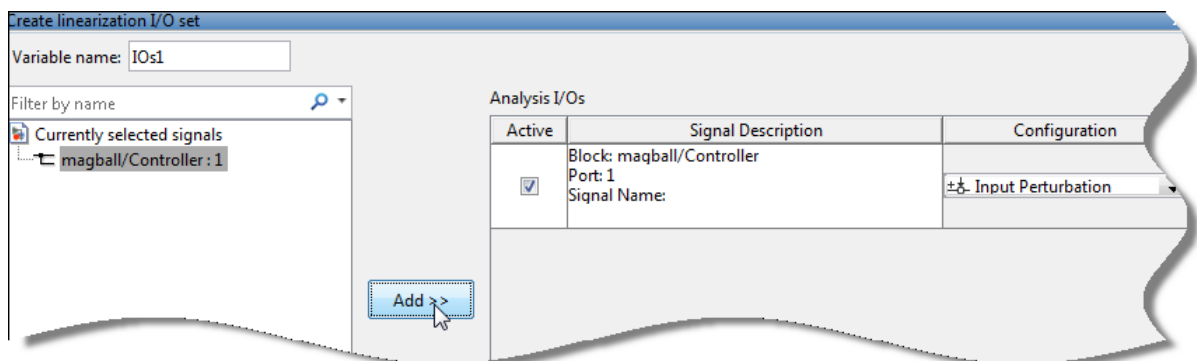 Create linearization I/O set
Variable name: IOs1
Filter by name
Currently selected signals
magball/Controller : 1
Add >>
Analysis I/Os
Active Signal Description Configuration
Block: magball/Controller
Port: 1
Signal Name:
Input Perturbation